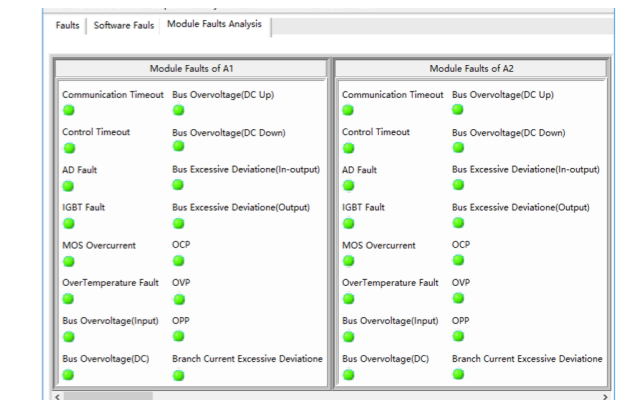 Faults Software Fauls Module Faults Analysis
Module Faults of A1
Communication Timeout Bus Overvoltage(DC Up)
Control Timeout Bus Overvoltage(DC Down)
AD Fault Bus Excessive Deviatione(In-output)
IGBT Fault Bus Excessive Deviatione(Output)
MOS Overcurrent OCP
OverTemperature Fault OVP
Bus Overvoltage(Input) OPP
Bus Overvoltage(DC) Branch Current Excessive Deviatione
Module Faults of A2
Communication Timeout Bus Overvoltage(DC Up)
Control Timeout Bus Overvoltage(DC Down)
AD Fault Bus Excessive Deviatione(In-output)
IGBT Fault Bus Excessive Deviatione(Output)
MOS Overcurrent OCP
OverTemperature Fault OVP
Bus Overvoltage(Input) OPP
Bus Overvoltage(DC) Branch Current Excessive Deviatione